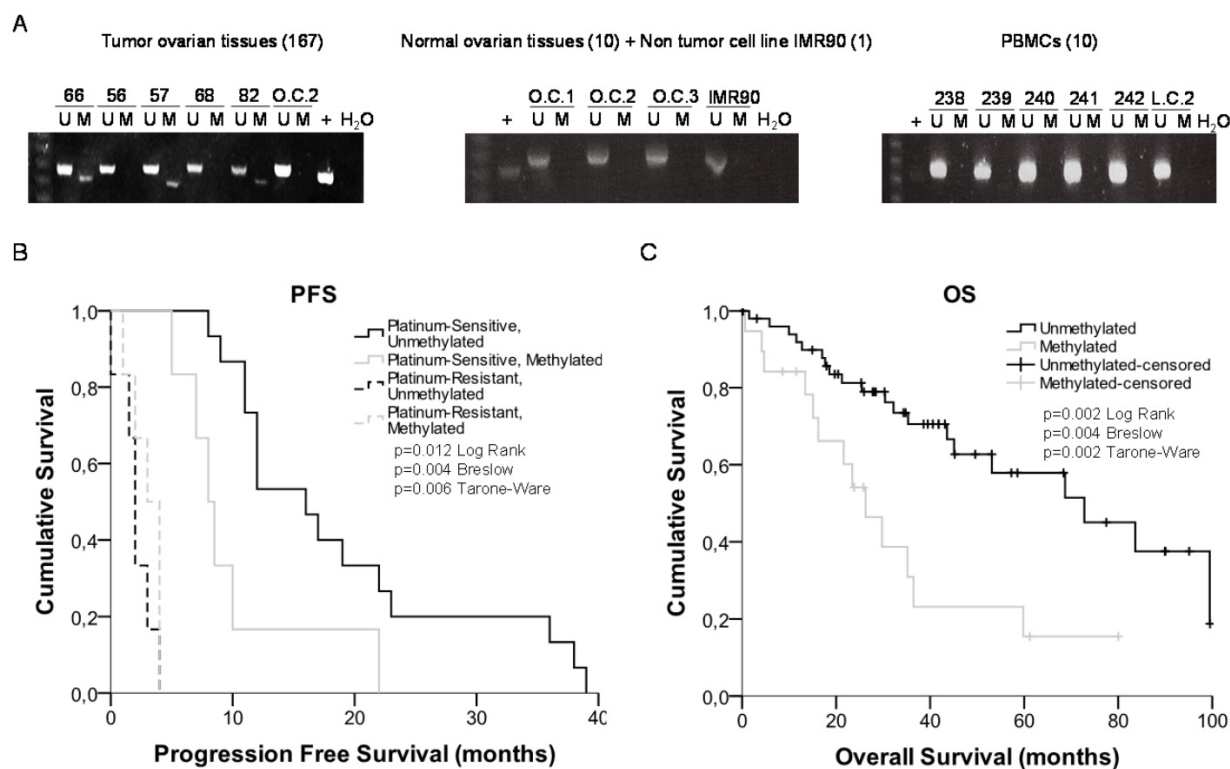 A
Tumor ovarian tissues (167)
Normal ovarian tissues (10) + Non tumor cell line IMR90 (1)
PBMCs (10)
66 56 57 68 82 O.C.2
U M U M U M U M U M U M + H₂O
O.C.1 O.C.2 O.C.3 IMR90
+ U M U M U M U M H₂O
238 239 240 241 242 L.C.2
+ U M U M U M U M U M U M H₂O
B
PFS
1,0
0,8
0,6
0,4
0,2
0,0
Cumulative Survival
Platinum-Sensitive,
Unmethylated
Platinum-Sensitive, Methylated
Platinum-Resistant,
Unmethylated
Platinum-Resistant,
Methylated
p=0.012 Log Rank
p=0.004 Breslow
p=0.006 Tarone-Ware
0 10 20 30 40
Progression Free Survival (months)
C
OS
1,0
0,8
0,6
0,4
0,2
0,0
Cumulative Survival
Unmethylated
Methylated
Unmethylated-censored
Methylated-censored
p=0.002 Log Rank
p=0.004 Breslow
p=0.002 Tarone-Ware
0 20 40 60 80 100
Overall Survival (months)